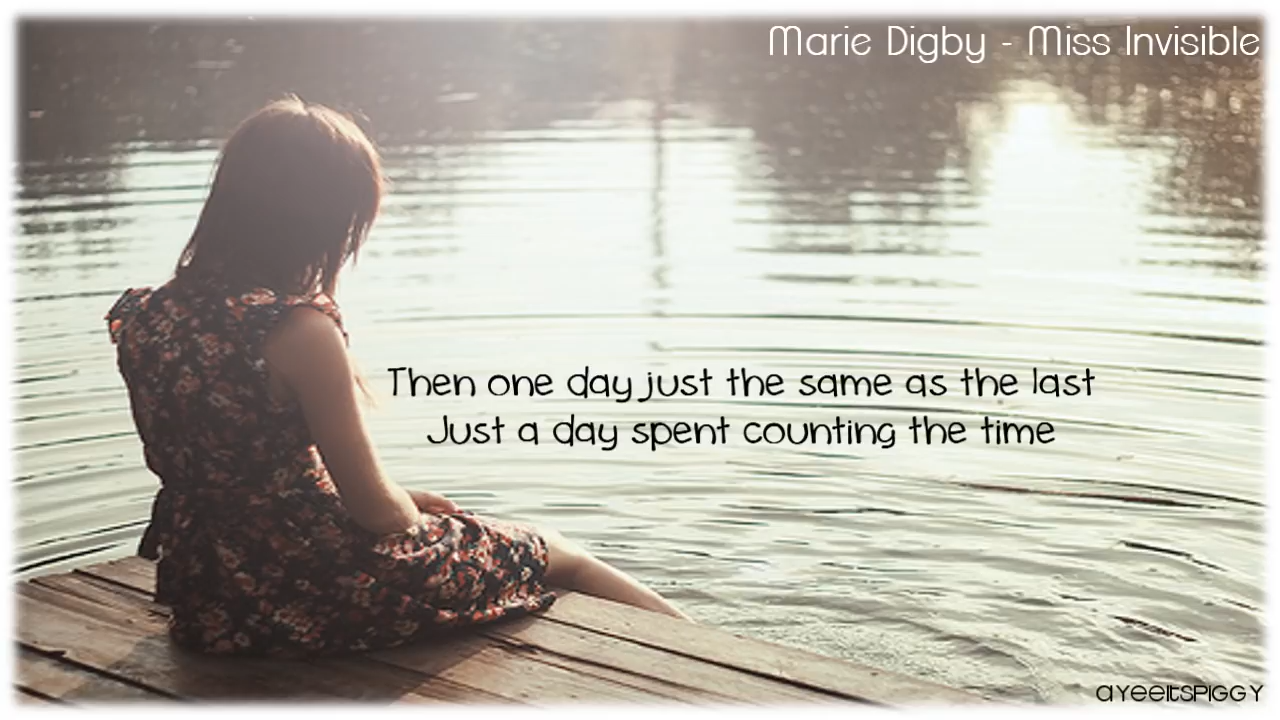 Marie Digby - Miss Invisible
Then one day just the same as the last
Just a day spent counting the time
ayeeitspiggy